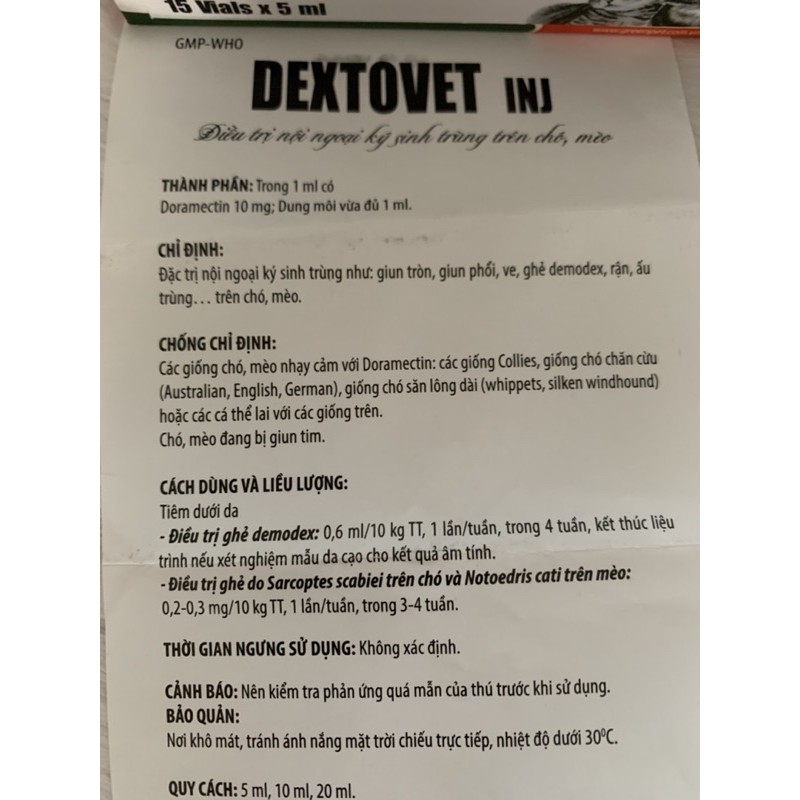 15 Vials x 5 ml
GMP-WHO
DEXTOVET INJ
Điều trị nội ngoại ký sinh trùng trên chó, mèo
THÀNH PHẦN: Trong 1 ml có
Doramectin 10 mg; Dung môi vừa đủ 1 ml.
CHỈ ĐỊNH:
Đặc trị nội ngoại ký sinh trùng như: giun tròn, giun phổi, ve, ghẻ demodex, rận, ấu
trùng… trên chó, mèo.
CHỐNG CHỈ ĐỊNH:
Các giống chó, mèo nhạy cảm với Doramectin: các giống Collies, giống chó chăn cừu
(Australian, English, German), giống chó săn lông dài (whippets, silken windhound)
hoặc các cá thể lai với các giống trên.
Chó, mèo đang bị giun tim.
CÁCH DÙNG VÀ LIỀU LƯỢNG:
Tiêm dưới da
- Điều trị ghẻ demodex: 0,6 ml/10 kg TT, 1 lần/tuần, trong 4 tuần, kết thúc liệu
trình nếu xét nghiệm mẫu da cạo cho kết quả âm tính.
- Điều trị ghẻ do Sarcoptes scabiei trên chó và Notoedris cati trên mèo:
0,2-0,3 mg/10 kg TT, 1 lần/tuần, trong 3-4 tuần.
THỜI GIAN NGƯNG SỬ DỤNG: Không xác định.
CẢNH BÁO: Nên kiểm tra phản ứng quá mẫn của thú trước khi sử dụng.
BẢO QUẢN:
Nơi khô mát, tránh ánh nắng mặt trời chiếu trực tiếp, nhiệt độ dưới 30⁰C.
QUY CÁCH: 5 ml, 10 ml, 20 ml.